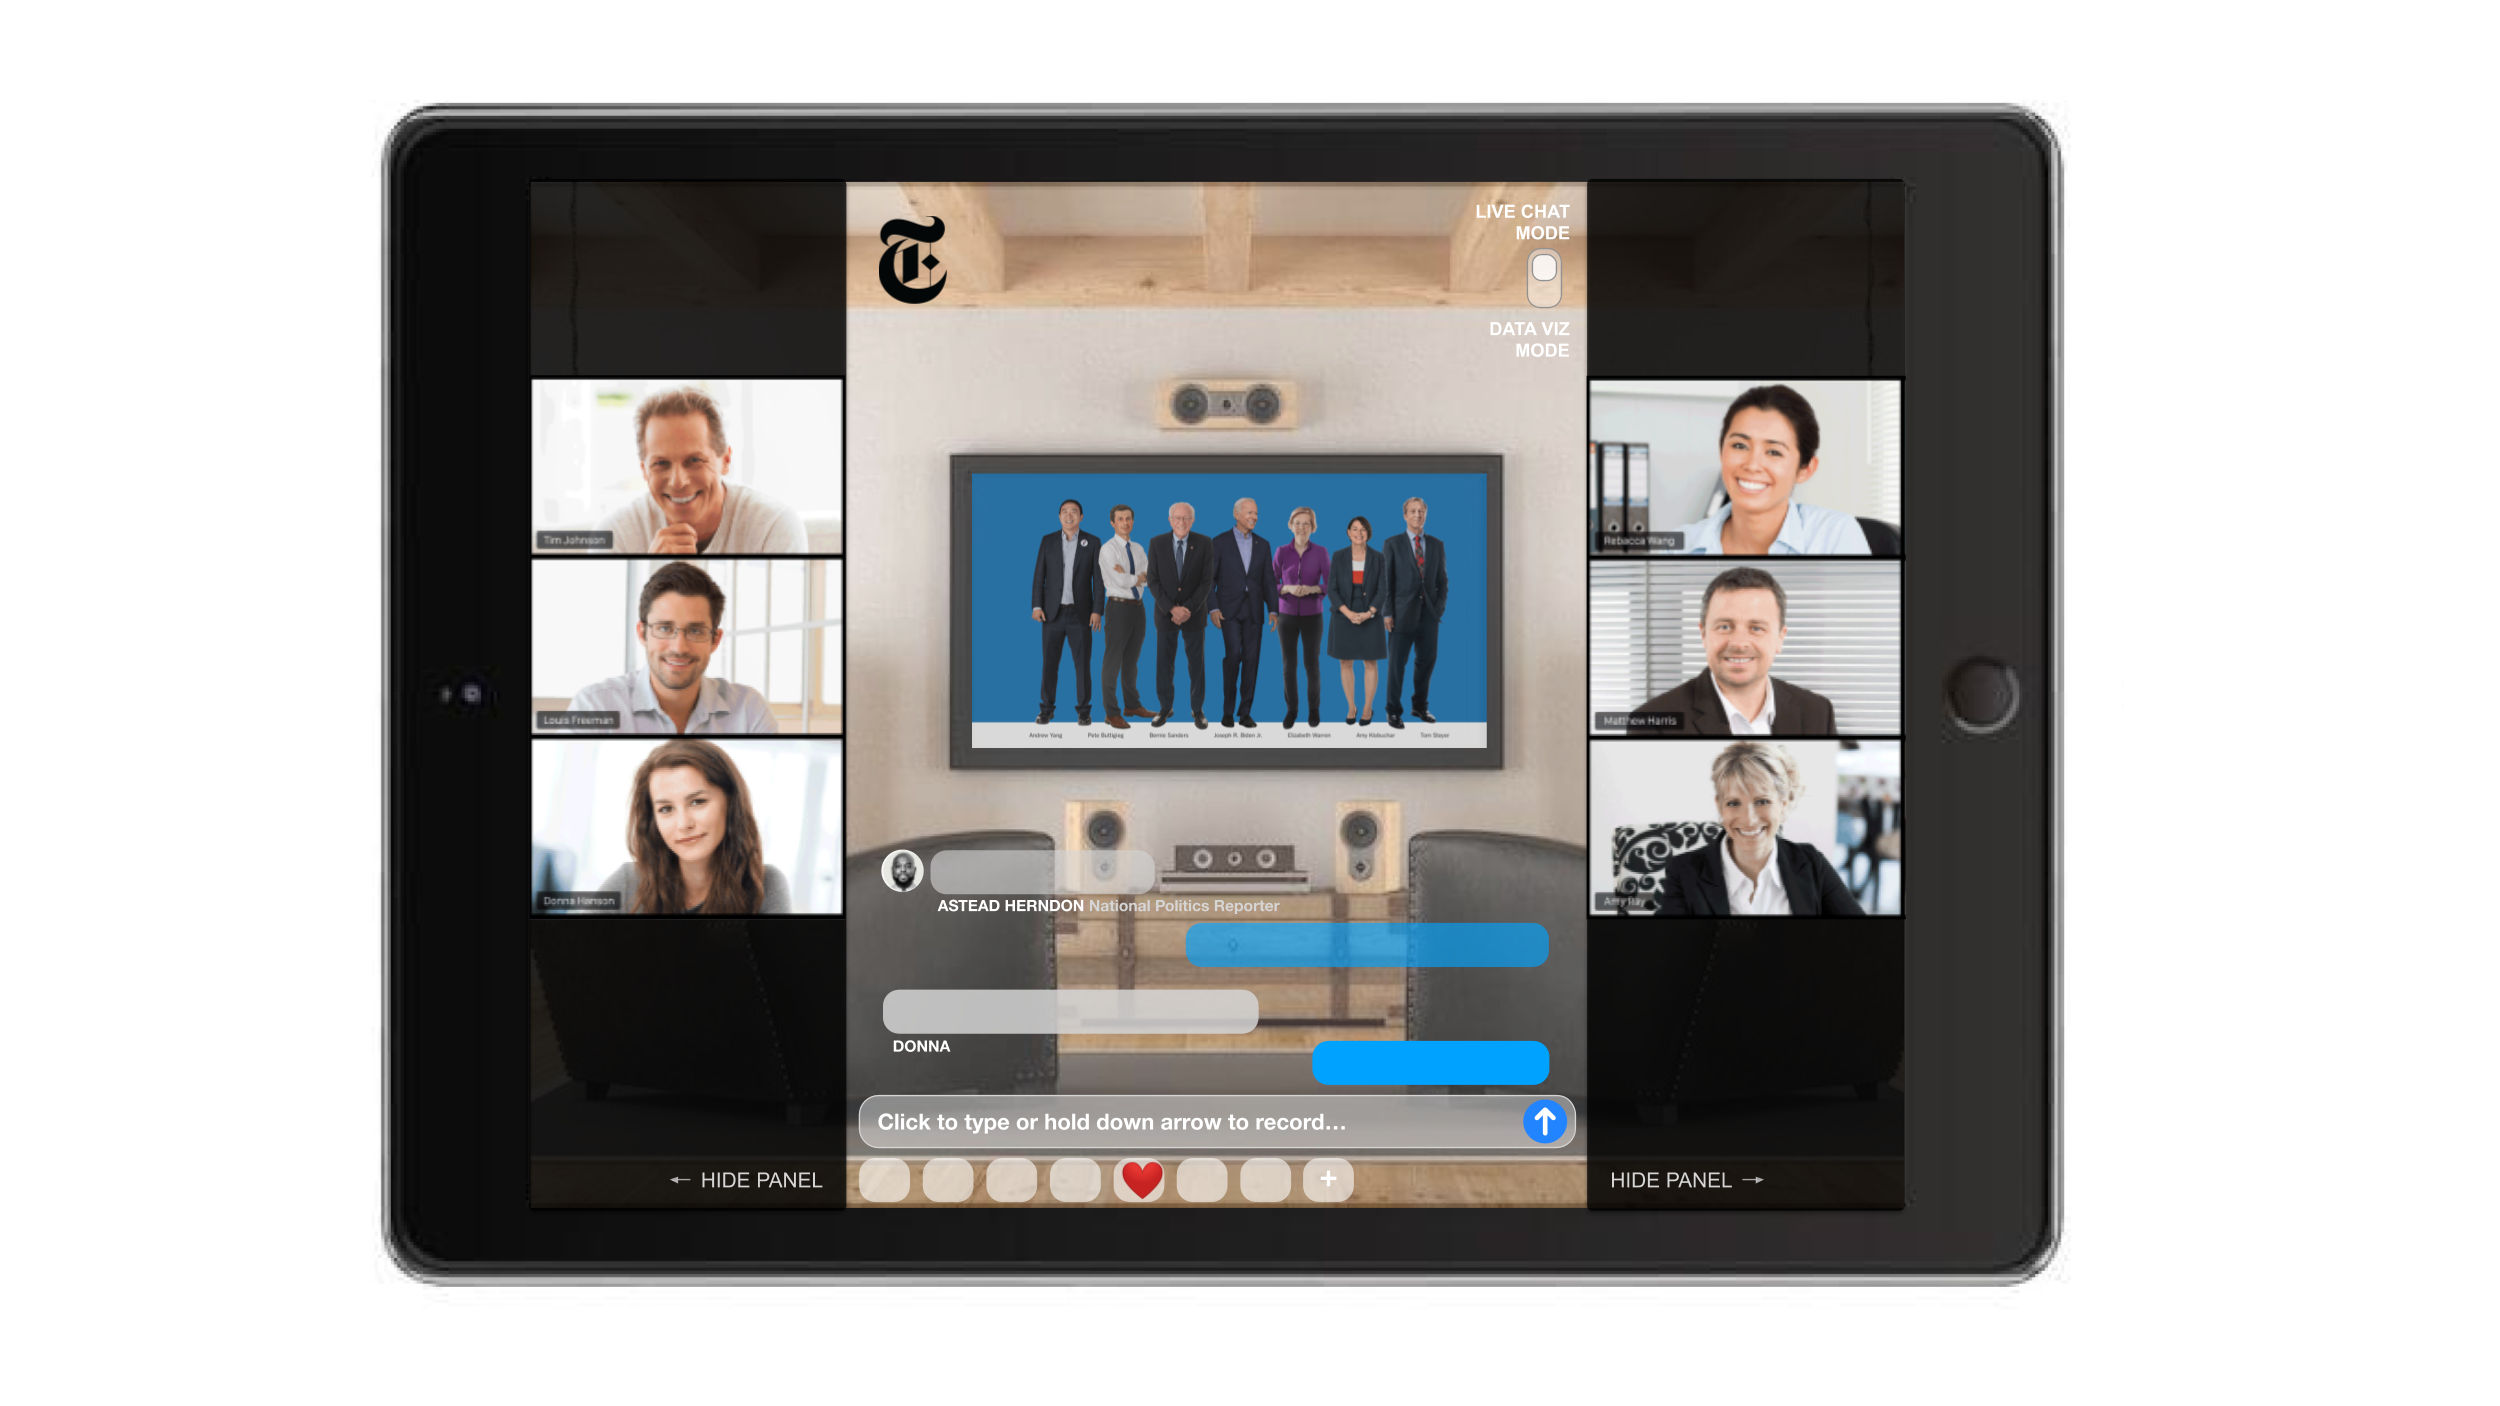 LIVE CHAT
MODE
DATA VIZ
MODE
Tim Johnson
Louis Freeman
Donna Hanson
Rebacca Wang
Matthew Harris
Amy Ray
Andrew Yang Pete Buttigieg Bernie Sanders Joseph R. Biden Jr. Elizabeth Warren Amy Klobuchar Tom Steyer
ASTEAD HERNDON National Politics Reporter
DONNA
Click to type or hold down arrow to record...
← HIDE PANEL
+
HIDE PANEL →